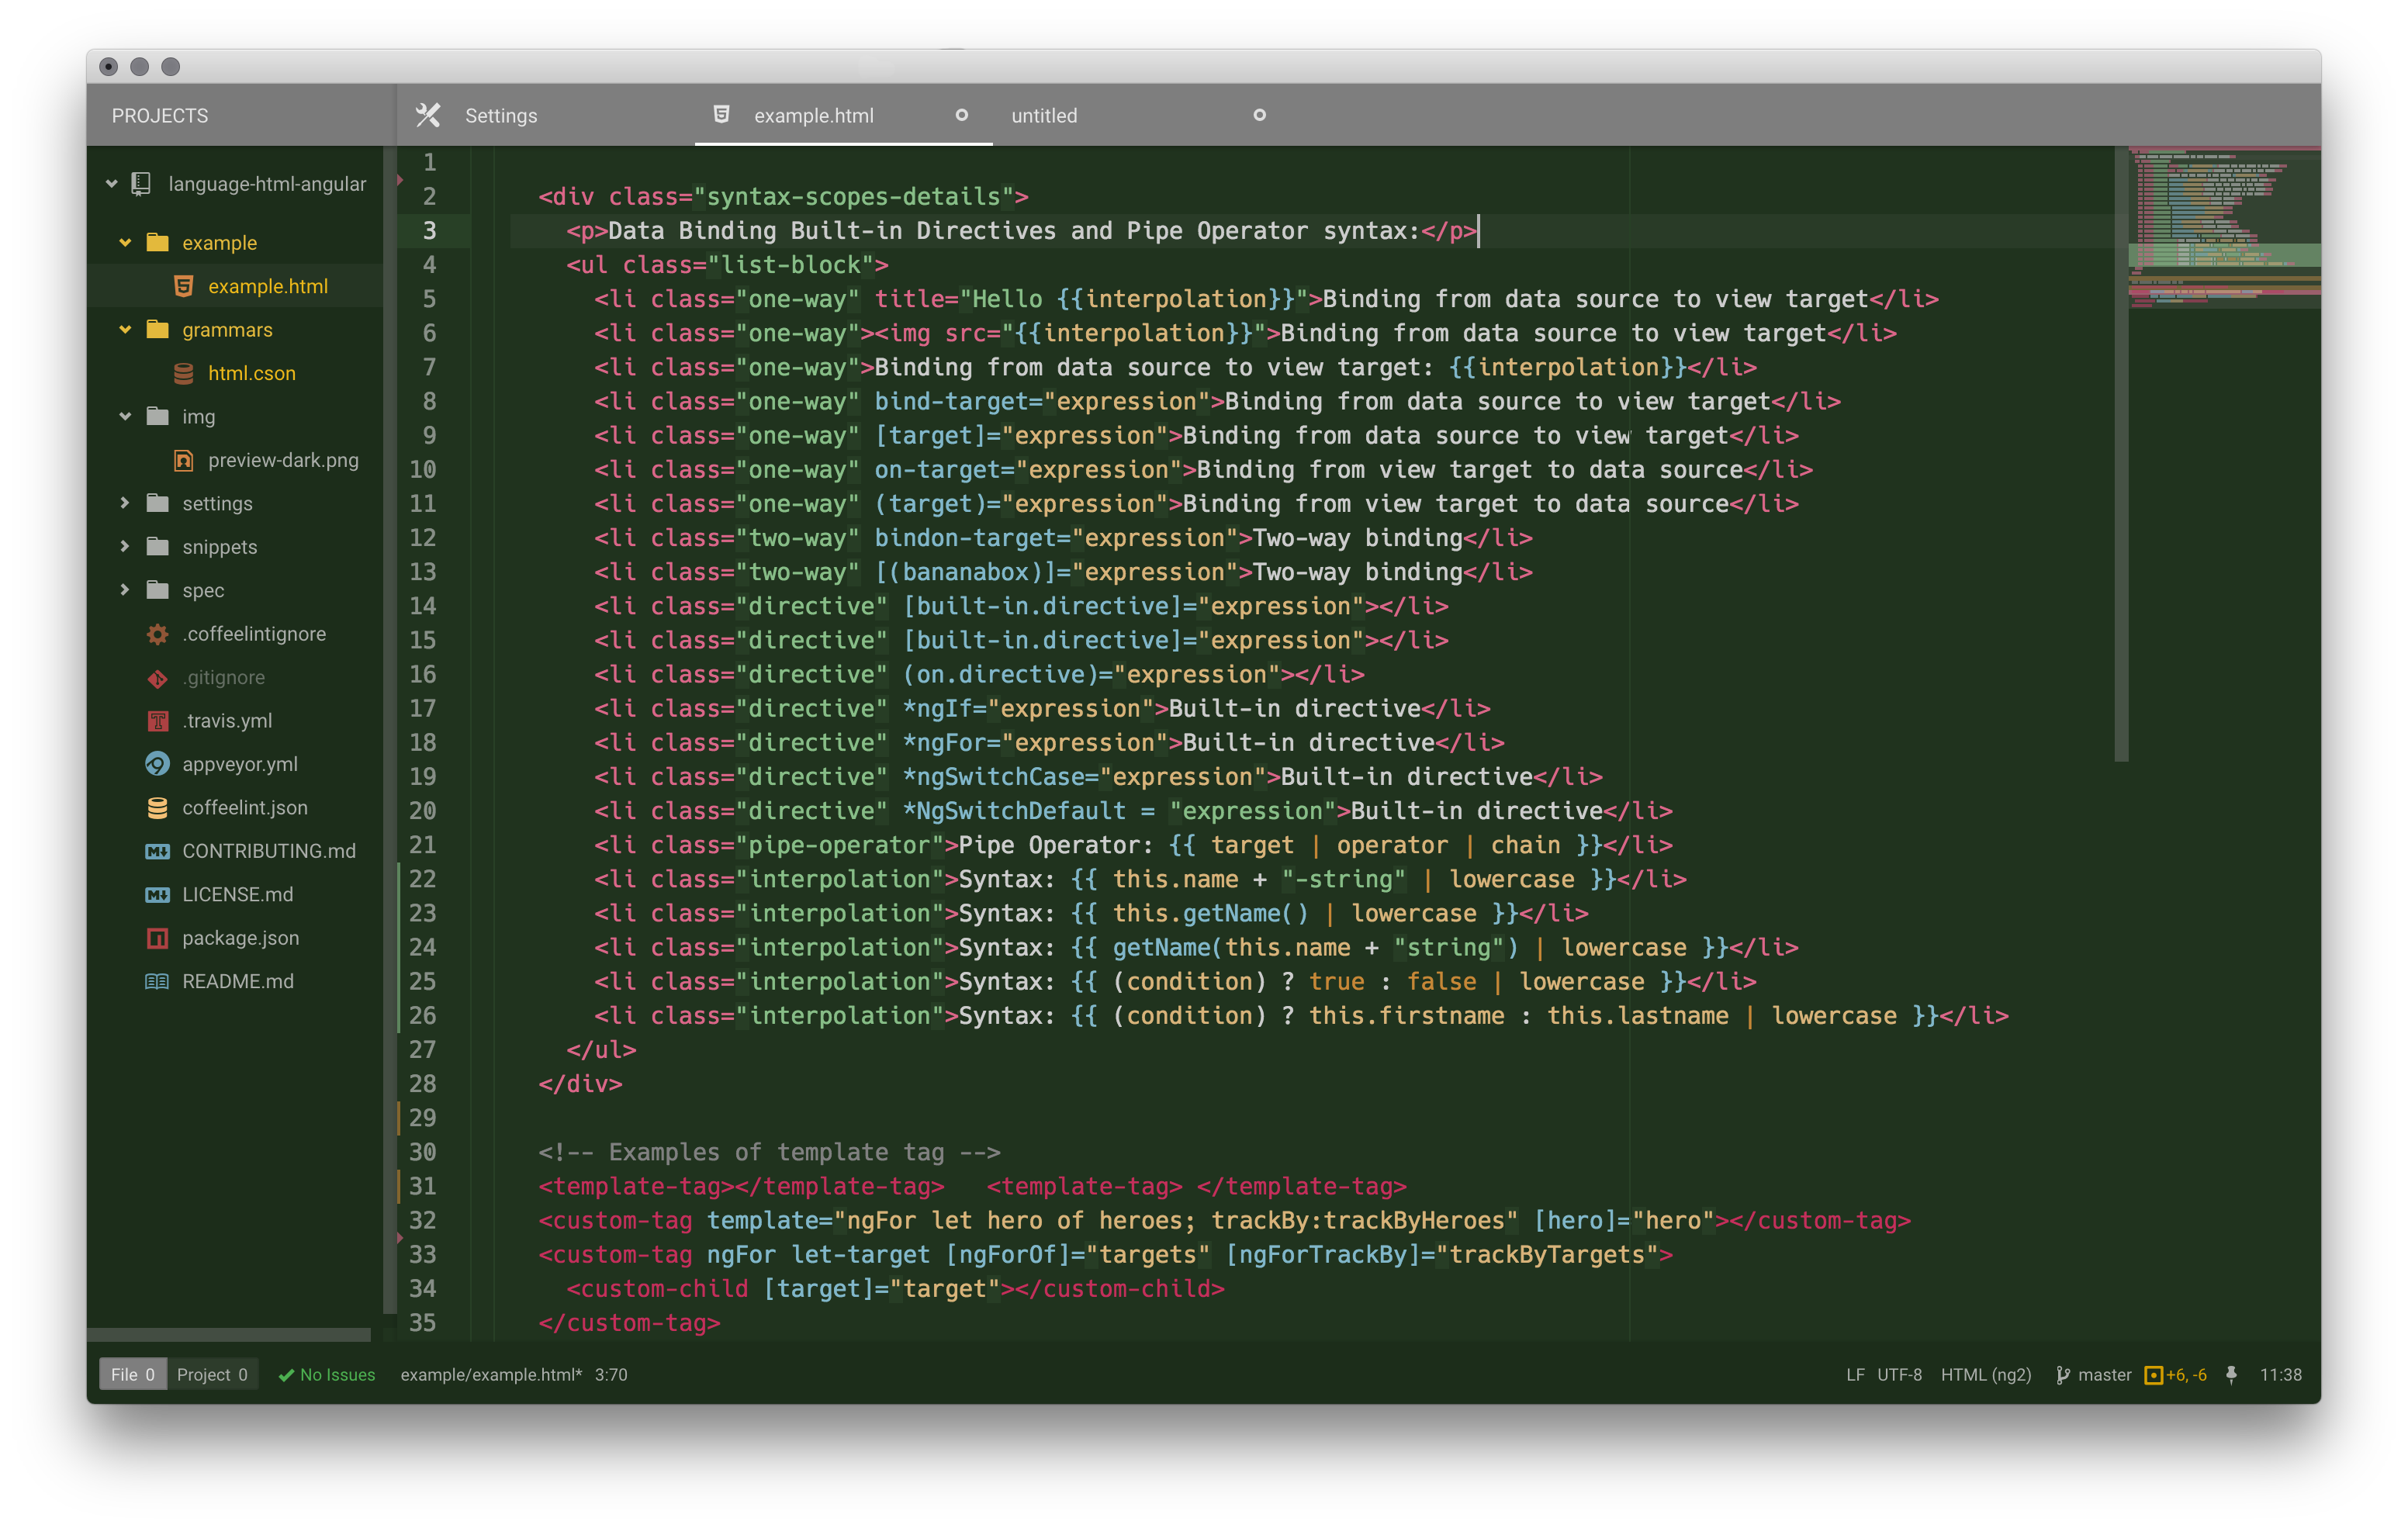 PROJECTS
Settings
example.html
untitled
language-html-angular
example
example.html
grammars
html.cson
img
preview-dark.png
settings
snippets
spec
.coffeelintignore
.gitignore
.travis.yml
appveyor.yml
coffeelint.json
CONTRIBUTING.md
LICENSE.md
package.json
README.md
1
2 <div class="syntax-scopes-details">
3 <p>Data Binding Built-in Directives and Pipe Operator syntax:</p>
4 <ul class="list-block">
5 <li class="one-way" title="Hello {{interpolation}}">Binding from data source to view target</li>
6 <li class="one-way"><img src="{{interpolation}}">Binding from data source to view target</li>
7 <li class="one-way">Binding from data source to view target: {{interpolation}}</li>
8 <li class="one-way" bind-target="expression">Binding from data source to view target</li>
9 <li class="one-way" [target]="expression">Binding from data source to view target</li>
10 <li class="one-way" on-target="expression">Binding from view target to data source</li>
11 <li class="one-way" (target)="expression">Binding from view target to data source</li>
12 <li class="two-way" bindon-target="expression">Two-way binding</li>
13 <li class="two-way" [(bananabox)]="expression">Two-way binding</li>
14 <li class="directive" [built-in.directive]="expression"></li>
15 <li class="directive" [built-in.directive]="expression"></li>
16 <li class="directive" (on.directive)="expression"></li>
17 <li class="directive" *ngIf="expression">Built-in directive</li>
18 <li class="directive" *ngFor="expression">Built-in directive</li>
19 <li class="directive" *ngSwitchCase="expression">Built-in directive</li>
20 <li class="directive" *NgSwitchDefault = "expression">Built-in directive</li>
21 <li class="pipe-operator">Pipe Operator: {{ target | operator | chain }}</li>
22 <li class="interpolation">Syntax: {{ this.name + "-string" | lowercase }}</li>
23 <li class="interpolation">Syntax: {{ this.getName() | lowercase }}</li>
24 <li class="interpolation">Syntax: {{ getName(this.name + "string") | lowercase }}</li>
25 <li class="interpolation">Syntax: {{ (condition) ? true : false | lowercase }}</li>
26 <li class="interpolation">Syntax: {{ (condition) ? this.firstname : this.lastname | lowercase }}</li>
27 </ul>
28 </div>
29
30 <!-- Examples of template tag -->
31 <template-tag></template-tag>   <template-tag> </template-tag>
32 <custom-tag template="ngFor let hero of heroes; trackBy:trackByHeroes" [hero]="hero"></custom-tag>
33 <custom-tag ngFor let-target [ngForOf]="targets" [ngForTrackBy]="trackByTargets">
34 <custom-child [target]="target"></custom-child>
35 </custom-tag>
File 0 Project 0 No Issues example/example.html* 3:70 LF UTF-8 HTML (ng2) master +6, -6 11:38